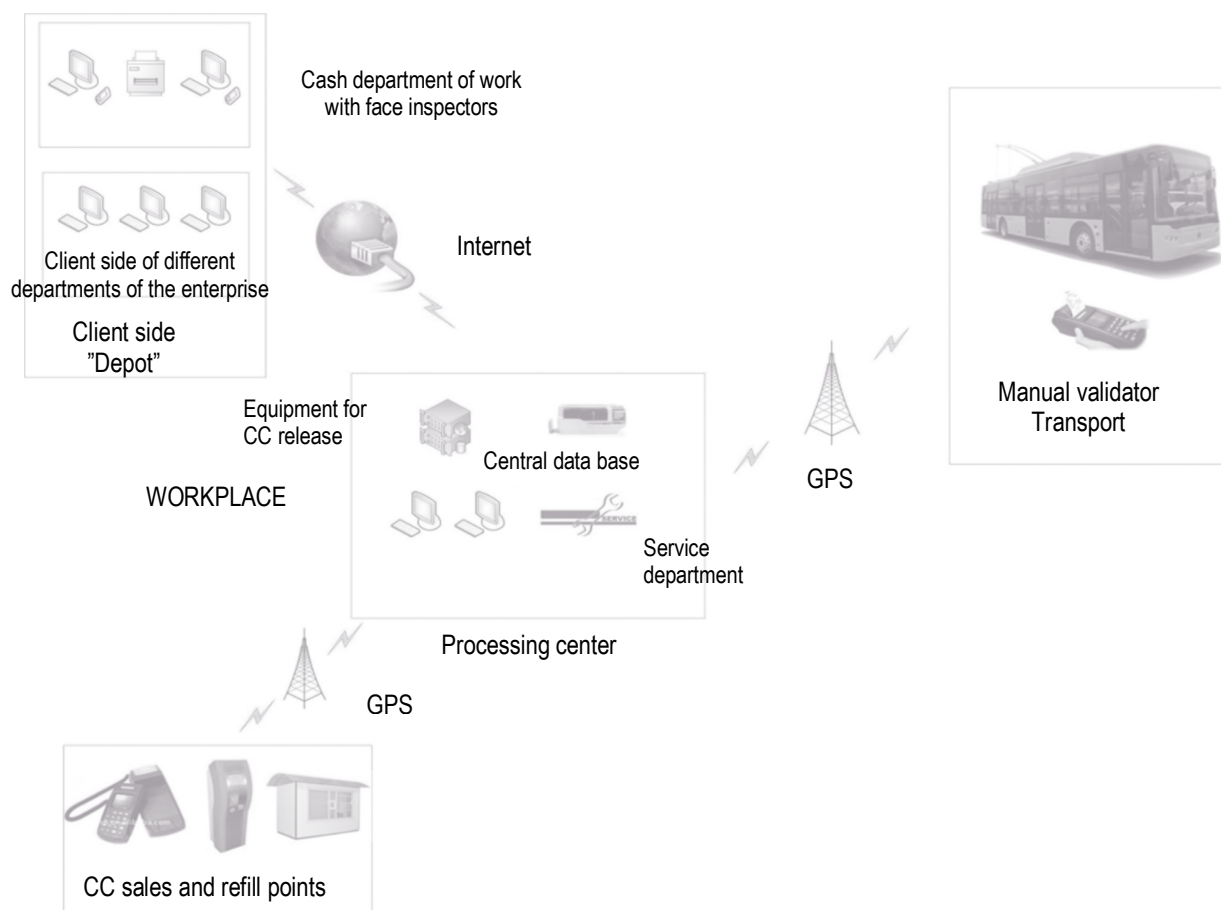 Cash department of work
with face inspectors
Internet
Client side of different
departments of the enterprise
Client side
”Depot”
Manual validator
Transport
GPS
Equipment for
CC release
Central data base
WORKPLACE
SERVICE
Service
department
Processing center
GPS
CC sales and refill points